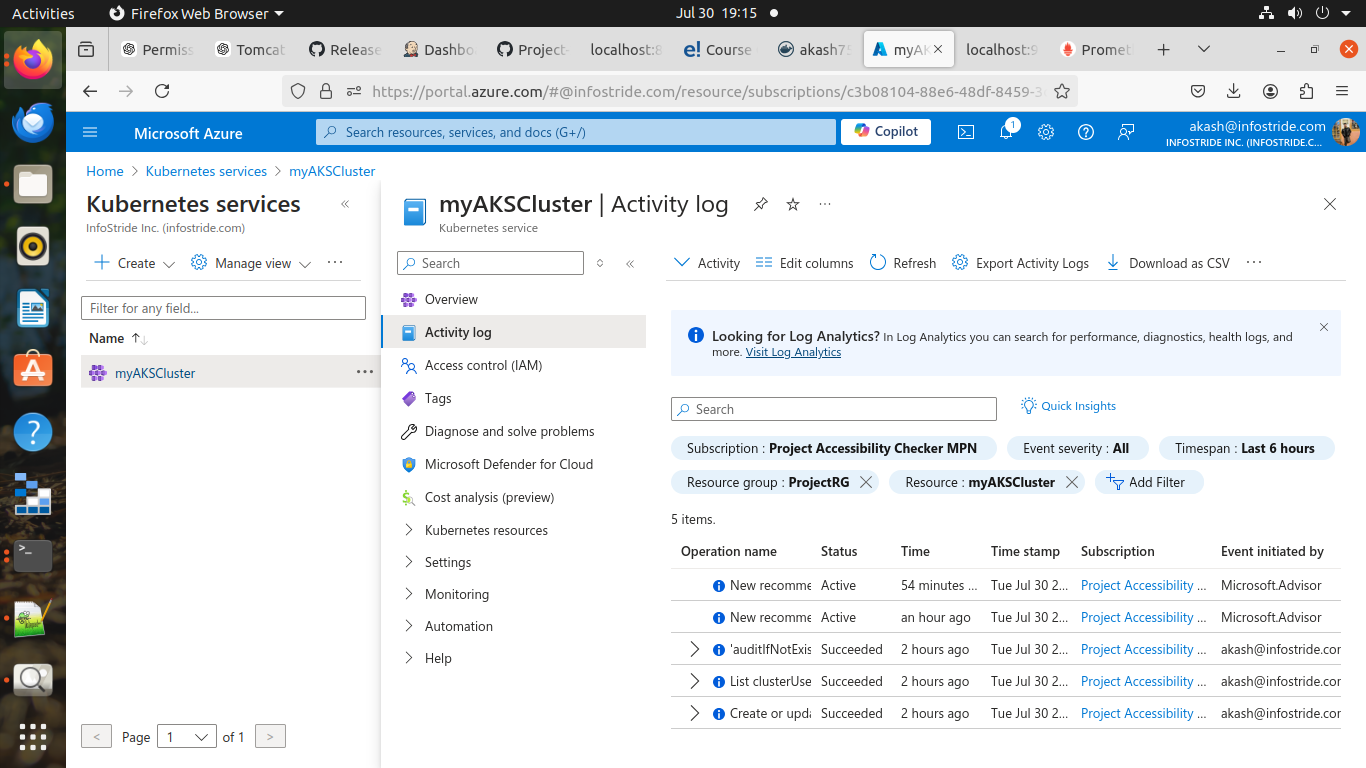 Activities
Firefox Web Browser
Jul 30 19:15
Permiss
Tomcat
Release
Dashbo
Project-
localhost:8
Course
akash75
myAK
localhost:9
Promet
https://portal.azure.com/#@infostride.com/resource/subscriptions/c3b08104-88e6-48df-8459-3
Microsoft Azure
Search resources, services, and docs (G+/)
Copilot
1
akash@infostride.com
INFOSTRIDE INC. (INFOSTRIDE.C...
Home > Kubernetes services > myAKSCluster
Kubernetes services
InfoStride Inc. (infostride.com)
Create
Manage view
Filter for any field...
Name
myAKSCluster
< Page 1 of 1 >
myAKSCluster | Activity log
Kubernetes service
Search
Overview
Activity log
Access control (IAM)
Tags
Diagnose and solve problems
Microsoft Defender for Cloud
Cost analysis (preview)
Kubernetes resources
Settings
Monitoring
Automation
Help
Activity
Edit columns
Refresh
Export Activity Logs
Download as CSV
Looking for Log Analytics? In Log Analytics you can search for performance, diagnostics, health logs, and
more. Visit Log Analytics
Search
Quick Insights
Subscription : Project Accessibility Checker MPN
Event severity : All
Timespan : Last 6 hours
Resource group : ProjectRG
Resource : myAKSCluster
Add Filter
5 items.
Operation name Status Time Time stamp Subscription Event initiated by
New recomme Active 54 minutes ... Tue Jul 30 2... Project Accessibility ... Microsoft.Advisor
New recomme Active an hour ago Tue Jul 30 2... Project Accessibility ... Microsoft.Advisor
'auditIfNotExis Succeeded 2 hours ago Tue Jul 30 2... Project Accessibility ... akash@infostride.cor
List clusterUse Succeeded 2 hours ago Tue Jul 30 2... Project Accessibility ... akash@infostride.cor
Create or upda Succeeded 2 hours ago Tue Jul 30 2... Project Accessibility ... akash@infostride.cor